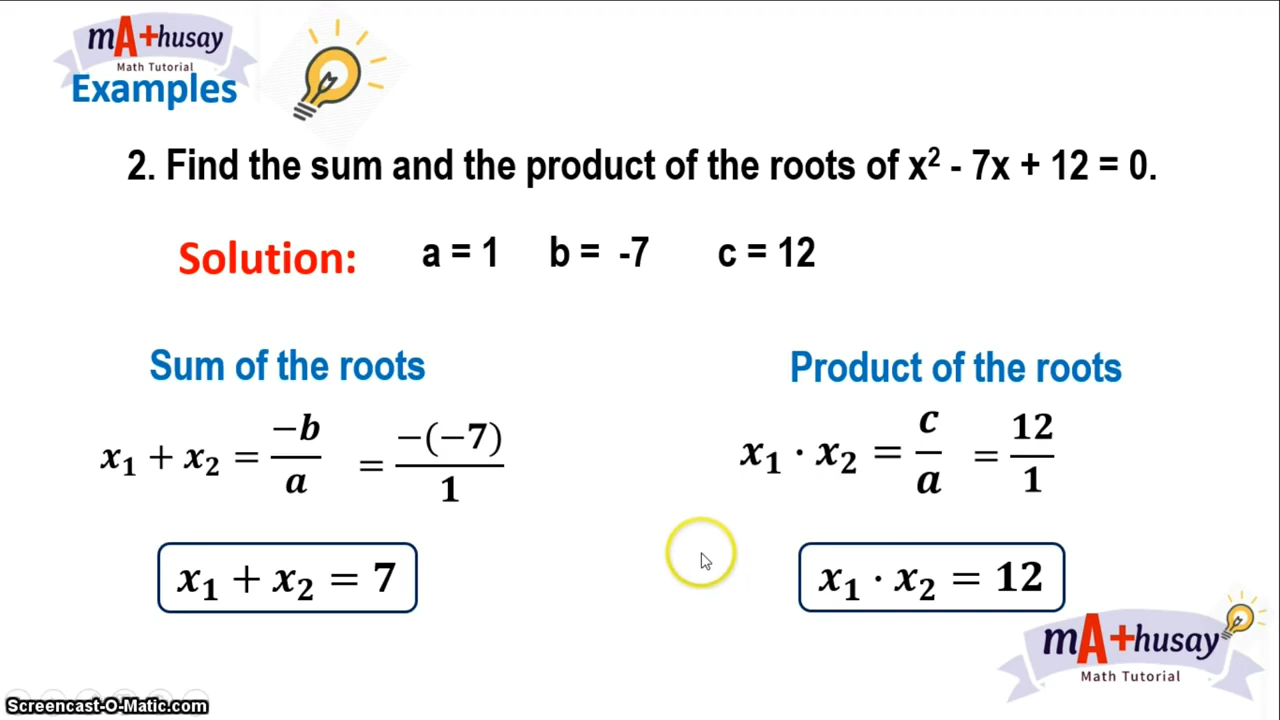 mA+husay
Math Tutorial
Examples
2. Find the sum and the product of the roots of x² - 7x + 12 = 0.
Solution: a = 1 b = -7 c = 12
Sum of the roots
x₁ + x₂ = −b/a = −(−7)/1
x₁ + x₂ = 7
Product of the roots
x₁ · x₂ = c/a = 12/1
x₁ · x₂ = 12
mA+husay
Math Tutorial
Screencast-O-Matic.com